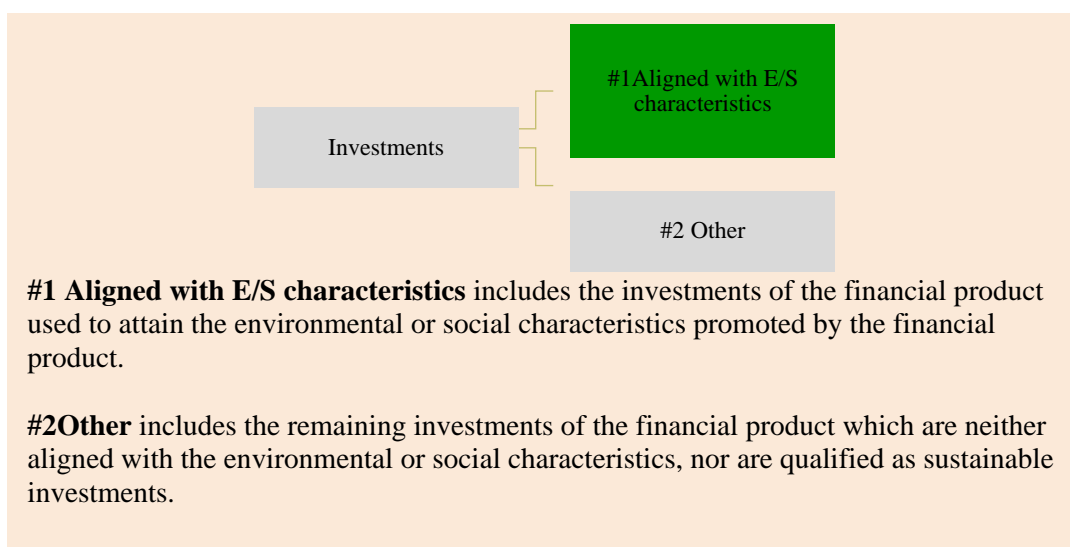 #1Aligned with E/S
characteristics
Investments
#2 Other
#1 Aligned with E/S characteristics includes the investments of the financial product
used to attain the environmental or social characteristics promoted by the financial
product.
#2Other includes the remaining investments of the financial product which are neither
aligned with the environmental or social characteristics, nor are qualified as sustainable
investments.